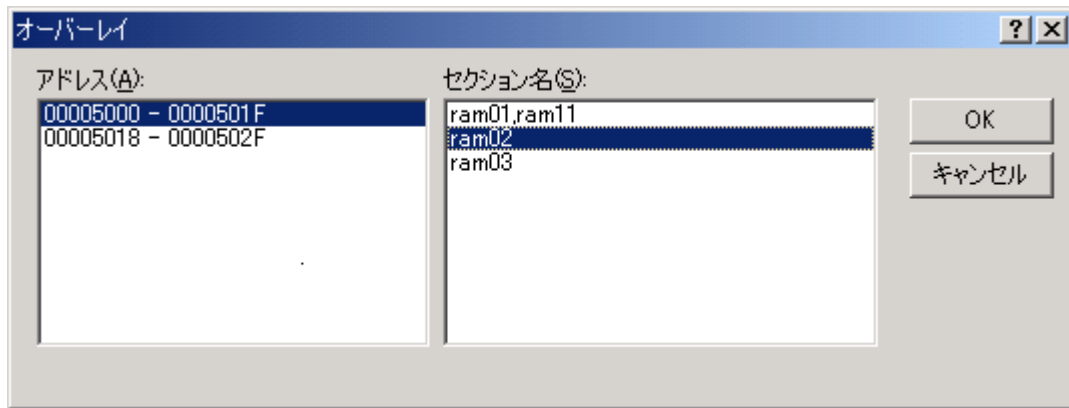 オーバーレイ
アドレス(A):
00005000 - 0000501F
00005018 - 0000502F
セクション名(S):
ram01,ram11
ram02
ram03
OK
キャンセル